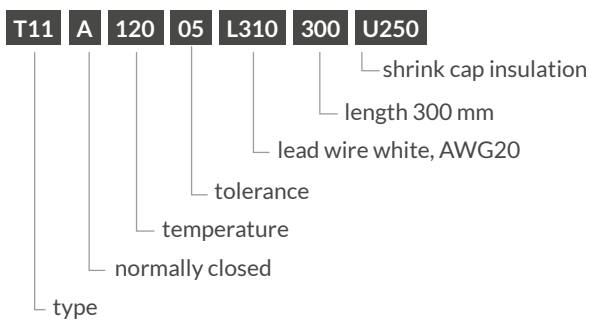 T11 A 120 05 L310 300 U250
shrink cap insulation
length 300 mm
lead wire white, AWG20
tolerance
temperature
normally closed
type